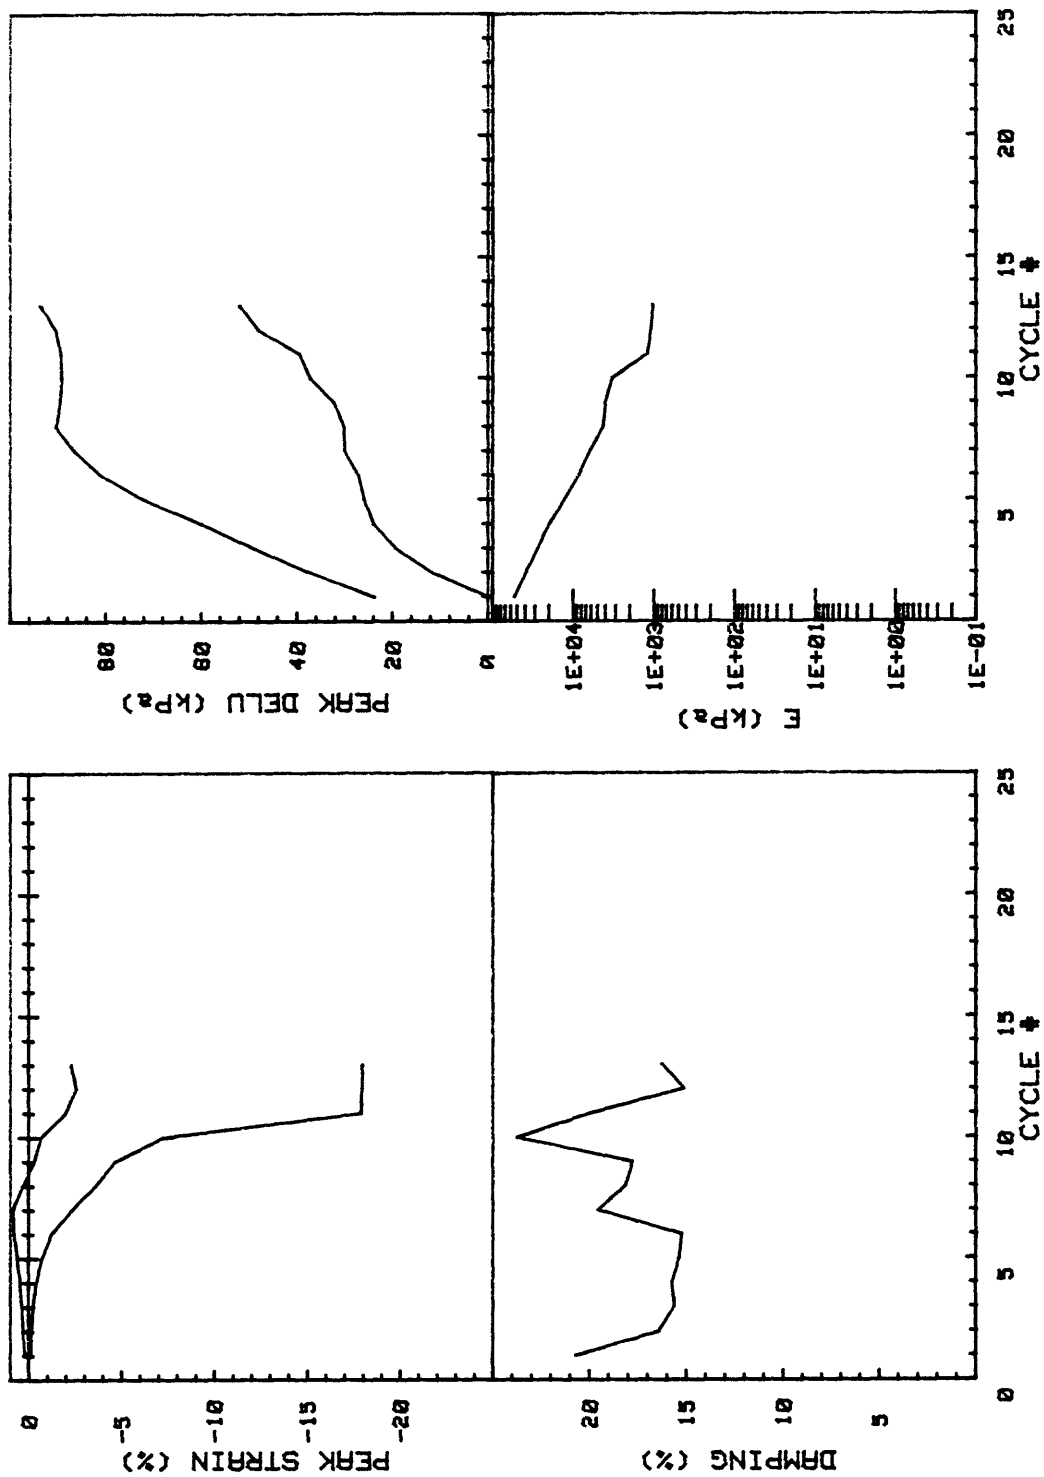 PEAK STRAIN (%)
0
-5
-10
-15
-20
PEAK DELU (kPa)
80
60
40
20
0
DAMPING (%)
20
15
10
5
0 5 10 15 20 25
CYCLE #
E (kPa)
1E+04
1E+03
1E+02
1E+01
1E+00
1E-01
5 10 15 20 25
CYCLE #